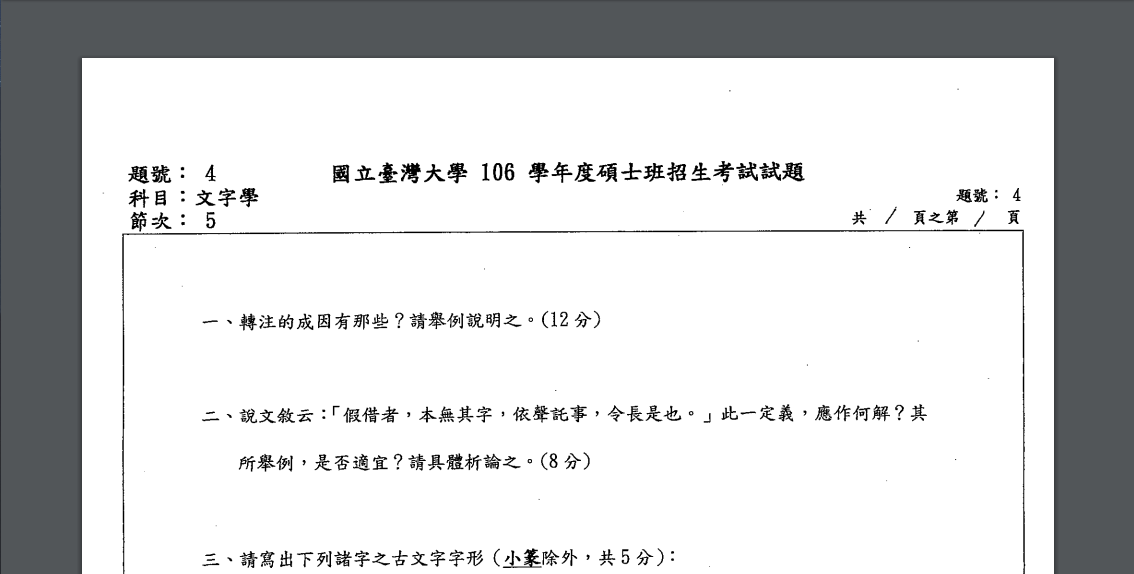 題號： 4
國立臺灣大學 106 學年度碩士班招生考試試題
科目：文字學
題號： 4
節次： 5
共 / 頁之第 / 頁
一、轉注的成因有那些？請舉例說明之。(12 分)
二、說文敘云：「假借者，本無其字，依聲託事，令長是也。」此一定義，應作何解？其
所舉例，是否適宜？請具體析論之。(8 分)
三、請寫出下列諸字之古文字字形（小篆除外，共 5 分）：